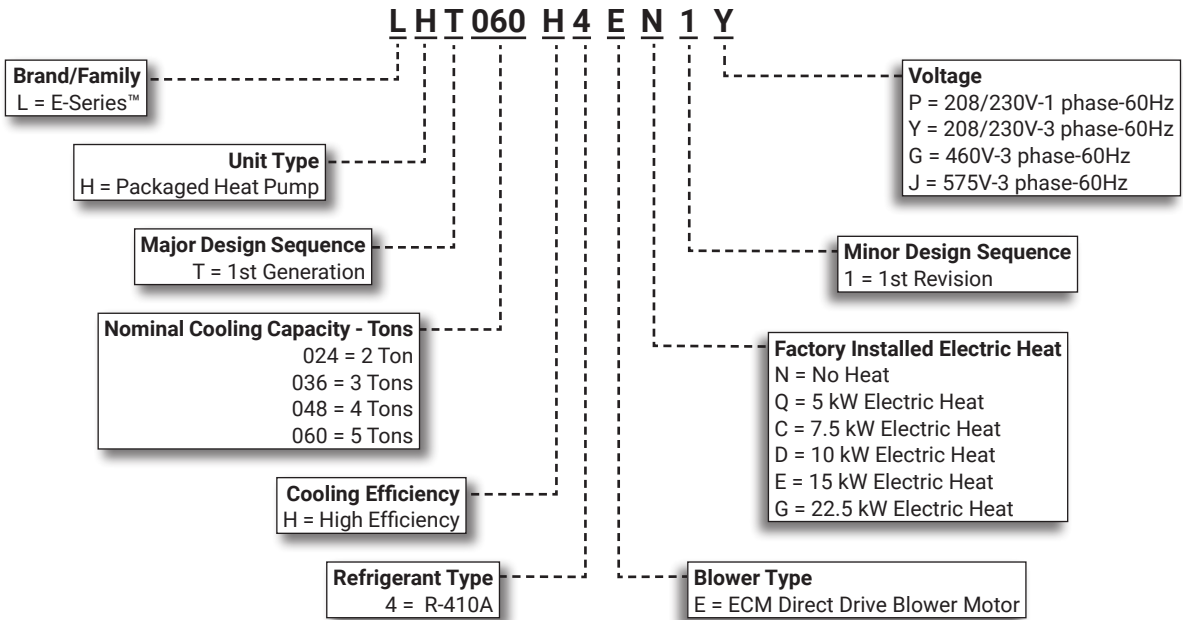 LHT060H4EN1Y
Brand/Family
L = E-Series™
Unit Type
H = Packaged Heat Pump
Major Design Sequence
T = 1st Generation
Nominal Cooling Capacity - Tons
024 = 2 Ton
036 = 3 Tons
048 = 4 Tons
060 = 5 Tons
Cooling Efficiency
H = High Efficiency
Refrigerant Type
4 = R-410A
Voltage
P = 208/230V-1 phase-60Hz
Y = 208/230V-3 phase-60Hz
G = 460V-3 phase-60Hz
J = 575V-3 phase-60Hz
Minor Design Sequence
1 = 1st Revision
Factory Installed Electric Heat
N = No Heat
Q = 5 kW Electric Heat
C = 7.5 kW Electric Heat
D = 10 kW Electric Heat
E = 15 kW Electric Heat
G = 22.5 kW Electric Heat
Blower Type
E = ECM Direct Drive Blower Motor